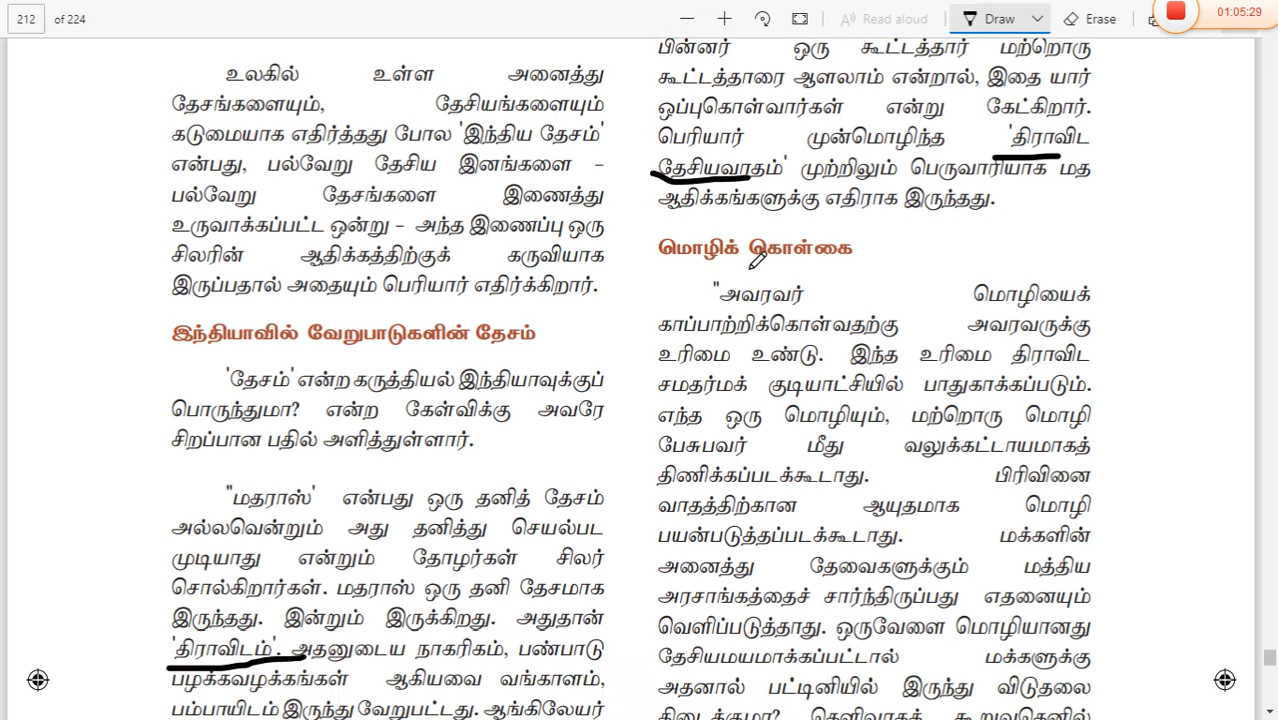 212 of 224
Read aloud
Draw
Erase
01:05:29
உலகில் உள்ள அனைத்து
தேசங்களையும், தேசியங்களையும்
கடுமையாக எதிர்த்தது போல 'இந்திய தேசம்'
என்பது, பல்வேறு தேசிய இனங்களை –
பல்வேறு தேசங்களை இணைத்து
உருவாக்கப்பட்ட ஒன்று – அந்த இணைப்பு ஒரு
சிலரின் ஆதிக்கத்திற்குக் கருவியாக
இருப்பதால் அதையும் பெரியார் எதிர்க்கிறார்.
இந்தியாவில் வேறுபாடுகளின் தேசம்
'தேசம்' என்ற கருத்தியல் இந்தியாவுக்குப்
பொருந்துமா? என்ற கேள்விக்கு அவரே
சிறப்பான பதில் அளித்துள்ளார்.
"மதராஸ்' என்பது ஒரு தனித் தேசம்
அல்லவென்றும் அது தனித்து செயல்பட
முடியாது என்றும் தோழர்கள் சிலர்
சொல்கிறார்கள். மதராஸ் ஒரு தனி தேசமாக
இருந்தது. இன்றும் இருக்கிறது. அதுதான்
'திராவிடம்'. அதனுடைய நாகரிகம், பண்பாடு
பழக்கவழக்கங்கள் ஆகியவை வங்காளம்,
பம்பாயிடம் இருந்து வேறுபட்டது. ஆங்கிலேயர்
பின்னர் ஒரு கூட்டத்தார் மற்றொரு
கூட்டத்தாரை ஆளலாம் என்றால், இதை யார்
ஒப்புகொள்வார்கள் என்று கேட்கிறார்.
பெரியார் முன்மொழிந்த 'திராவிட
தேசியவாதம்' முற்றிலும் பெருவாரியாக மத
ஆதிக்கங்களுக்கு எதிராக இருந்தது.
மொழிக் கொள்கை
"அவரவர் மொழியைக்
காப்பாற்றிக்கொள்வதற்கு அவரவருக்கு
உரிமை உண்டு. இந்த உரிமை திராவிட
சமதர்மக் குடியாட்சியில் பாதுகாக்கப்படும்.
எந்த ஒரு மொழியும், மற்றொரு மொழி
பேசுபவர் மீது வலுக்கட்டாயமாகத்
திணிக்கப்படக்கூடாது. பிரிவினை
வாதத்திற்கான ஆயுதமாக மொழி
பயன்படுத்தப்படக்கூடாது. மக்களின்
அனைத்து தேவைகளுக்கும் மத்திய
அரசாங்கத்தைச் சார்ந்திருப்பது எதனையும்
வெளிப்படுத்தாது. ஒருவேளை மொழியானது
தேசியமயமாக்கப்பட்டால் மக்களுக்கு
அதனால் பட்டினியில் இருந்து விடுதலை
கிடைக்குமா? தெளிவாகக் கூறுவதெனில்